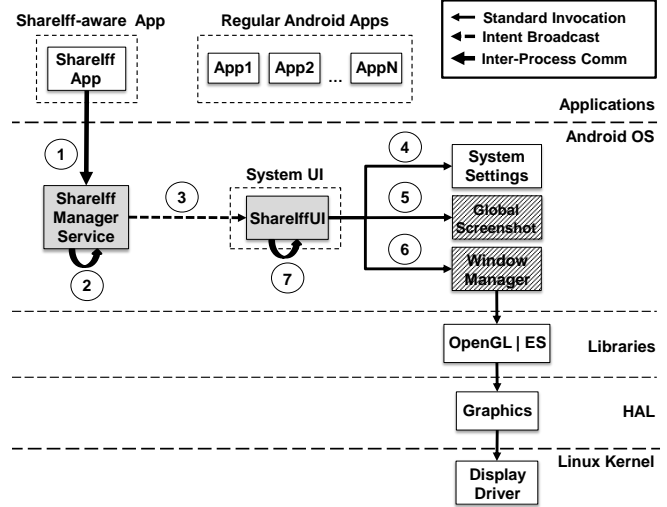 ShareIff-aware App
ShareIff
App
Regular Android Apps
App1
App2
...
AppN
Standard Invocation
Intent Broadcast
Inter-Process Comm
Applications
Android OS
1
ShareIff
Manager
Service
2
3
System UI
ShareIffUI
7
4
System
Settings
5
Global
Screenshot
6
Window
Manager
OpenGL | ES
Libraries
Graphics
HAL
Linux Kernel
Display
Driver